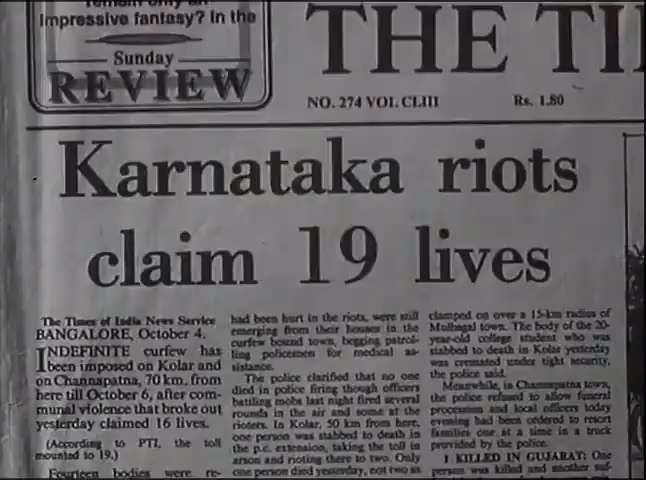 Impressive fantasy? In the
Sunday
REVIEW
THE TI
NO. 274 VOL CLIII
Rs. 1.80
Karnataka riots
claim 19 lives
The Times of India News Service
BANGALORE, October 4.
INDEFINITE curfew has
been imposed on Kolar and
on Channapatna, 70 km. from
here till October 6, after com-
munal violence that broke out
yesterday claimed 16 lives.
(According to PTI, the toll
mounted to 19.)
Fourteen bodies were re-
had been hurt in the riots, were still
emerging from their houses in the
curfew bound town, begging patrol-
ling policemen for medical as-
sistance.
The police clarified that no one
died in police firing though officers
battling mobs last night fired several
rounds in the air and some at the
rioters. In Kolar, 50 km from here,
one person was stabbed to death in
the p.c. extension, taking the toll in
arson and rioting there to two. Only
one person died yesterday, not two as
clamped on over a 15-km radius of
Mulbagal town. The body of the 20-
year-old college student who was
stabbed to death in Kolar yesterday
was cremated under tight security,
the police said.
Meanwhile, in Channapatna town,
the police refused to allow funeral
procession and local officers today
evening had been ordered to resort
families one at a time in a truck
provided by the police.
1 KILLED IN GUJARAT: One
person was killed and another suf-